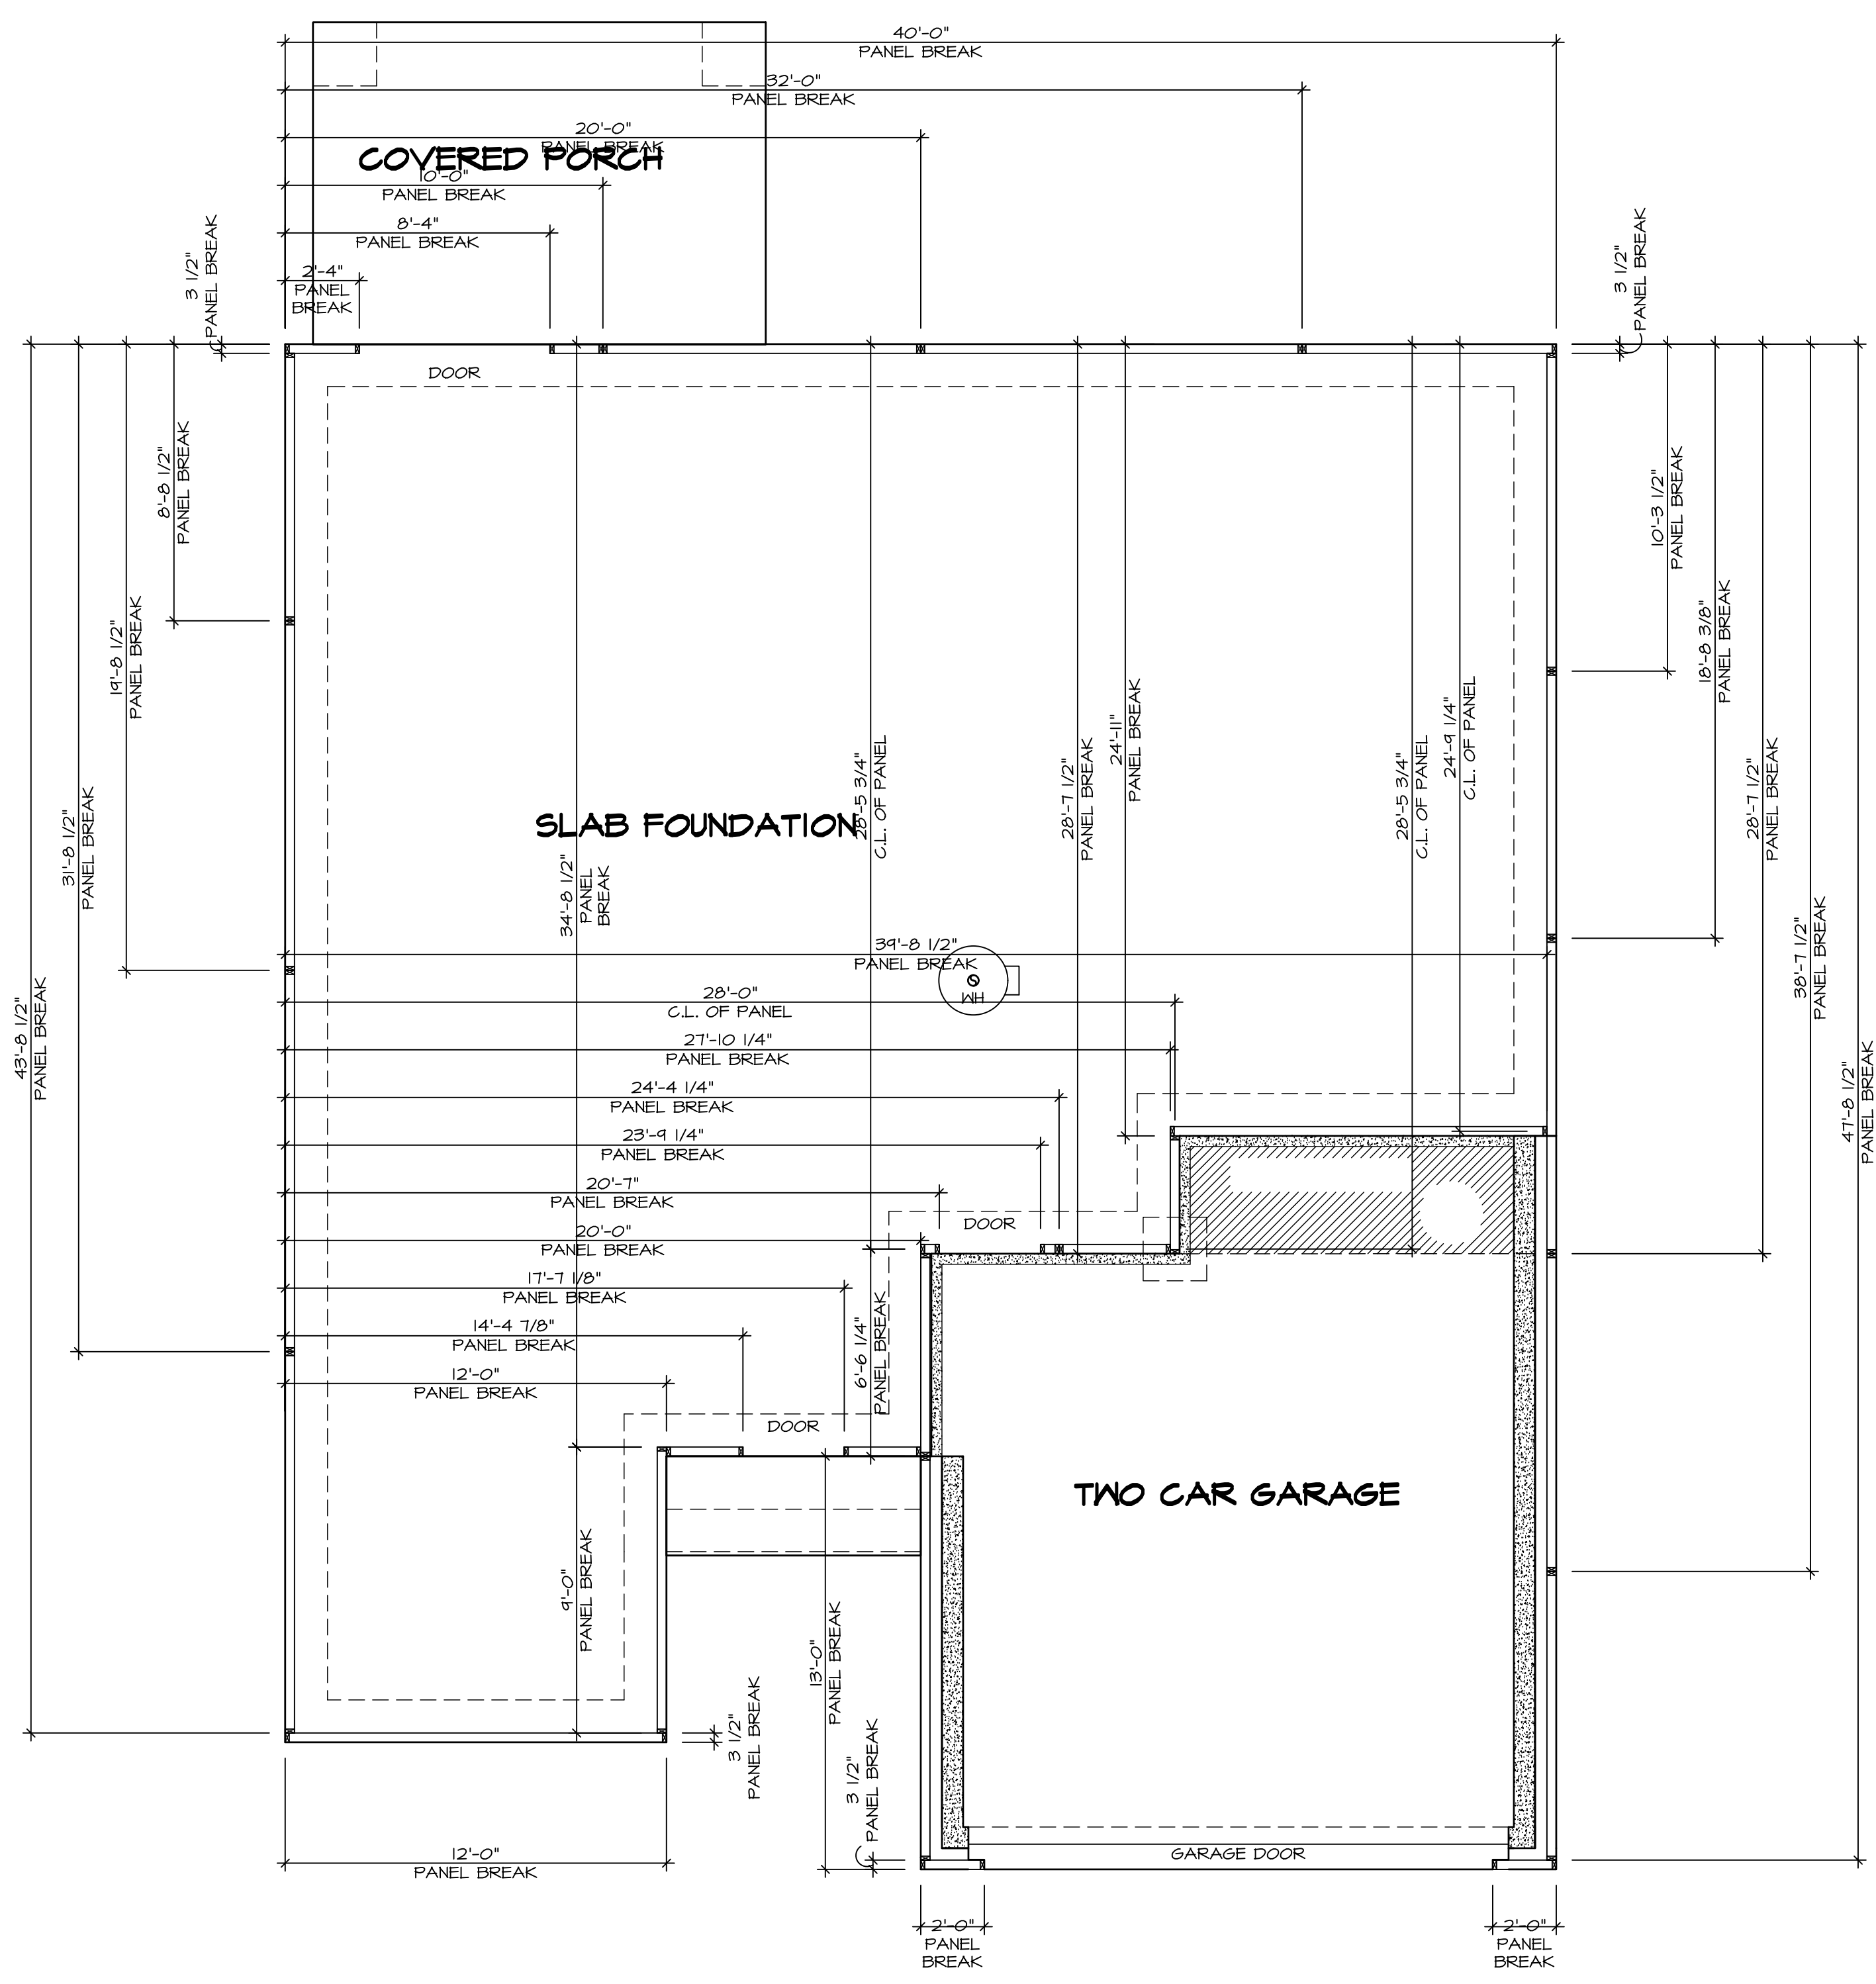 40'-0"
PANEL BREAK
32'-0"
PANEL BREAK
20'-0"
PANEL BREAK
COVERED PORCH
10'-0"
PANEL BREAK
8'-4"
PANEL BREAK
2'-4"
PANEL
BREAK
3 1/2"
PANEL BREAK
3 1/2"
PANEL BREAK
DOOR
8'-8 1/2"
PANEL BREAK
10'-3 1/2"
PANEL BREAK
19'-8 1/2"
PANEL BREAK
18'-8 3/8"
PANEL BREAK
24'-11"
PANEL BREAK
24'-9 1/4"
C.L. OF PANEL
31'-8 1/2"
PANEL BREAK
SLAB FOUNDATION
34'-8 1/2"
PANEL
BREAK
28'-5 3/4"
C.L. OF PANEL
28'-7 1/2"
PANEL BREAK
28'-5 3/4"
C.L. OF PANEL
28'-7 1/2"
PANEL BREAK
38'-7 1/2"
PANEL BREAK
43'-8 1/2"
PANEL BREAK
47'-8 1/2"
PANEL BREAK
39'-8 1/2"
PANEL BREAK
WH
28'-0"
C.L. OF PANEL
27'-10 1/4"
PANEL BREAK
24'-4 1/4"
PANEL BREAK
23'-9 1/4"
PANEL BREAK
20'-7"
PANEL BREAK
DOOR
20'-0"
PANEL BREAK
17'-7 1/8"
PANEL BREAK
14'-4 7/8"
PANEL BREAK
6'-6 1/4"
PANEL BREAK
12'-0"
PANEL BREAK
DOOR
TWO CAR GARAGE
9'-0"
PANEL BREAK
13'-0"
PANEL BREAK
3 1/2"
PANEL BREAK
3 1/2"
PANEL BREAK
12'-0"
PANEL BREAK
GARAGE DOOR
2'-0"
PANEL
BREAK
2'-0"
PANEL
BREAK